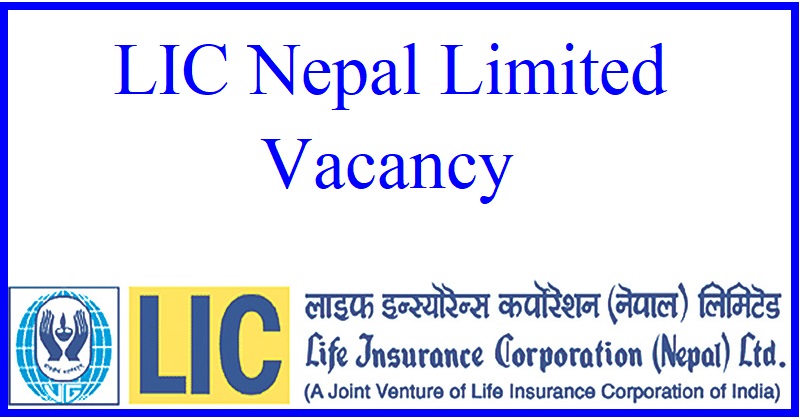 LIC Nepal Limited
Vacancy
LIC
लाइफ इन्स्योरेन्स कर्पोरेशन (नेपाल) लिमिटेड
Life Insurance Corporation (Nepal) Ltd.
(A Joint Venture of Life Insurance Corporation of India)